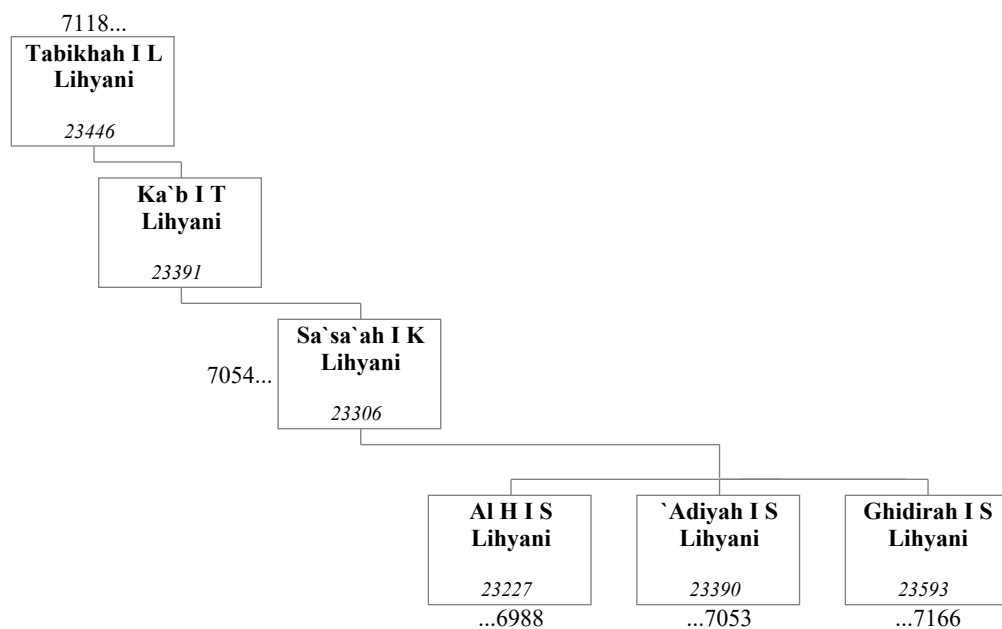 7118...
Tabikhah I L
Lihyani
23446
Ka`b I T
Lihyani
23391
7054...
Sa`sa`ah I K
Lihyani
23306
Al H I S
Lihyani
23227
...6988
`Adiyah I S
Lihyani
23390
...7053
Ghidirah I S
Lihyani
23593
...7166